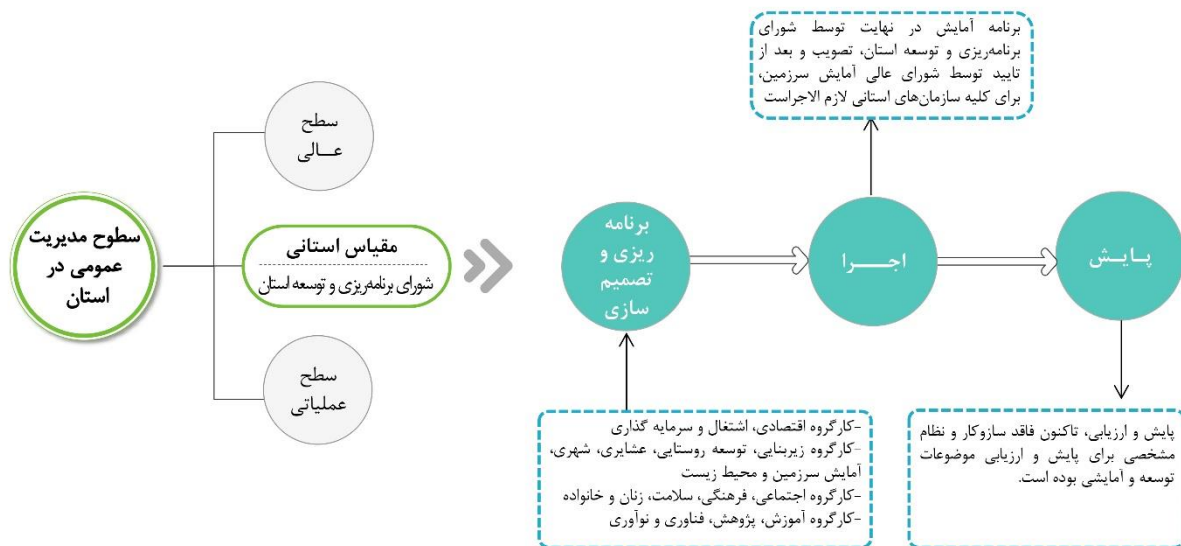 سطوح مدیریت
عمومی در
استان
سطح
عـــالی
مقیاس استانی
شورای برنامه‌ریزی و توسعه استان
سطح
عملیاتی
برنامه
ریزی و
تصمیم
سازی
-کارگروه اقتصادی، اشتغال و سرمایه گذاری
-کارگروه زیربنایی، توسعه روستایی، عشایری، شهری،
آمایش سرزمین و محیط زیست
-کارگروه اجتماعی، فرهنگی، سلامت، زنان و خانواده
-کارگروه آموزش، پژوهش، فناوری و نوآوری
اجـــــرا
برنامه آمایش در نهایت توسط شورای
برنامه‌ریزی و توسعه استان، تصویب و بعد از
تایید توسط شورای عالی آمایش سرزمین،
برای کلیه سازمان‌های استانی لازم الاجراست
پـایـش
پایش و ارزیابی، تاکنون فاقد سازوکار و نظام
مشخصی برای پایش و ارزیابی موضوعات
توسعه و آمایشی بوده است.